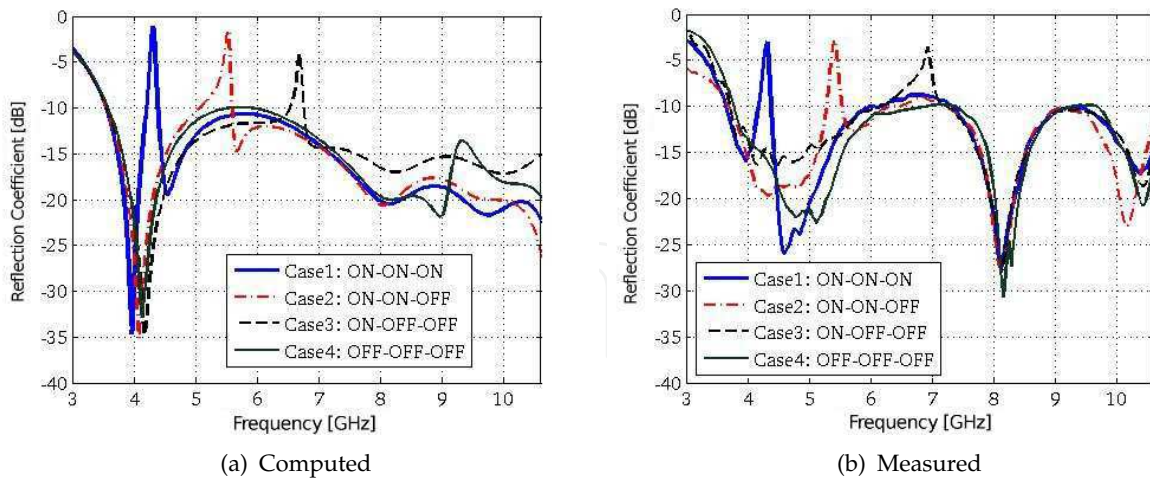 0
-5
-10
-15
-20
-25
-30
-35
-40
Reflection Coefficient [dB]
Case1: ON-ON-ON
Case2: ON-ON-OFF
Case3: ON-OFF-OFF
Case4: OFF-OFF-OFF
3 4 5 6 7 8 9 10
Frequency [GHz]
(a) Computed
0
-5
-10
-15
-20
-25
-30
-35
-40
Reflection Coefficient [dB]
Case1: ON-ON-ON
Case2: ON-ON-OFF
Case3: ON-OFF-OFF
Case4: OFF-OFF-OFF
3 4 5 6 7 8 9 10
Frequency [GHz]
(b) Measured